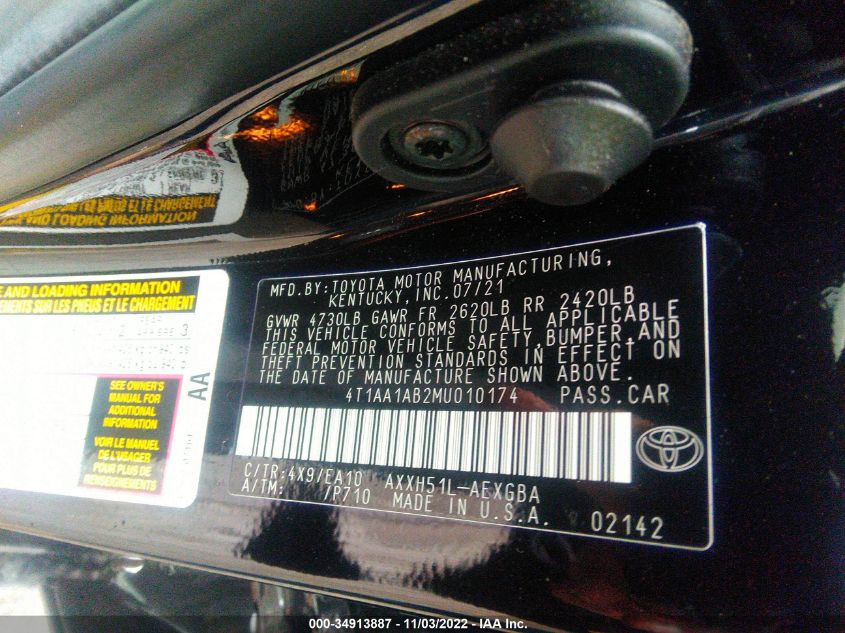 E AND LOADING INFORMATION
EMENTS SUR LES PNEUS ET LE CHARGEMENT
SEE OWNER'S
MANUAL FOR
ADDITIONAL
INFORMATION
VOIR LE MANUEL
DE L'USAGER
POUR PLUS DE
RENSEIGNEMENTS
AA
MFD.BY:TOYOTA MOTOR MANUFACTURING,
KENTUCKY,INC.07/21
GVWR 4730LB GAWR FR 2620LB RR 2420LB
THIS VEHICLE CONFORMS TO ALL APPLICABLE
FEDERAL MOTOR VEHICLE SAFETY,BUMPER,AND
THEFT PREVENTION STANDARDS IN EFFECT ON
THE DATE OF MANUFACTURE SHOWN ABOVE.
4T1AA1AB2MU010174 PASS.CAR
C/TR:4X9/EA10 AXXH51L-AEXGBA
A/TM: /P710 MADE IN U.S.A.
02142
000-34913887 - 11/03/2022 - IAA Inc.